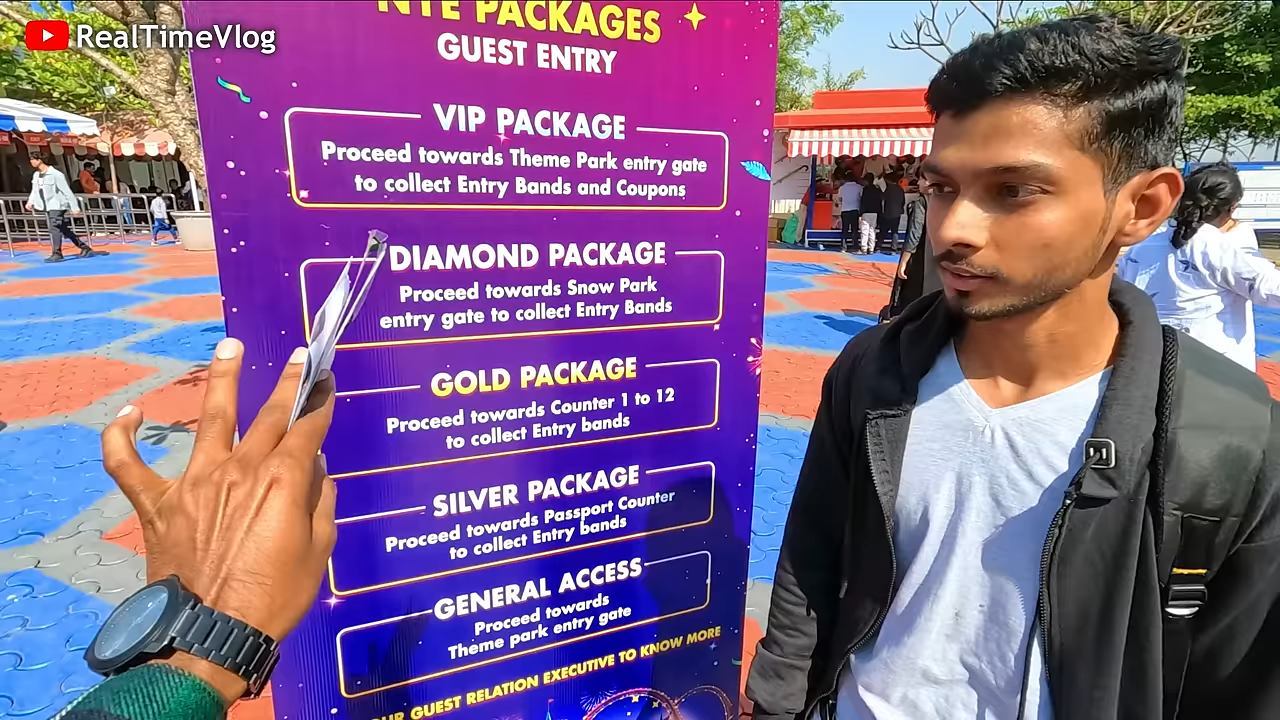 RealTimeVlog
NYE PACKAGES
GUEST ENTRY
VIP PACKAGE
Proceed towards Theme Park entry gate
to collect Entry Bands and Coupons
DIAMOND PACKAGE
Proceed towards Snow Park
entry gate to collect Entry Bands
GOLD PACKAGE
Proceed towards Counter 1 to 12
to collect Entry bands
SILVER PACKAGE
Proceed towards Passport Counter
to collect Entry bands
GENERAL ACCESS
Proceed towards
Theme park entry gate
GUEST RELATION EXECUTIVE TO KNOW MORE